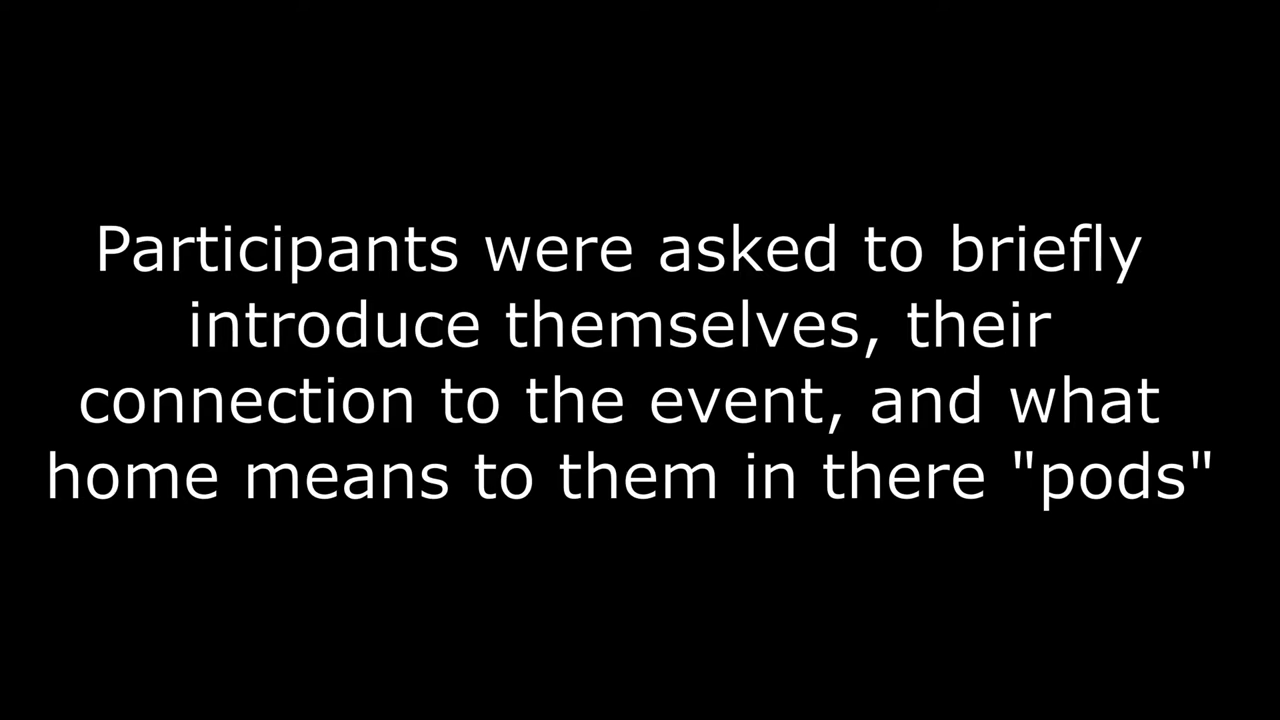 Participants were asked to briefly
introduce themselves, their
connection to the event, and what
home means to them in there "pods"